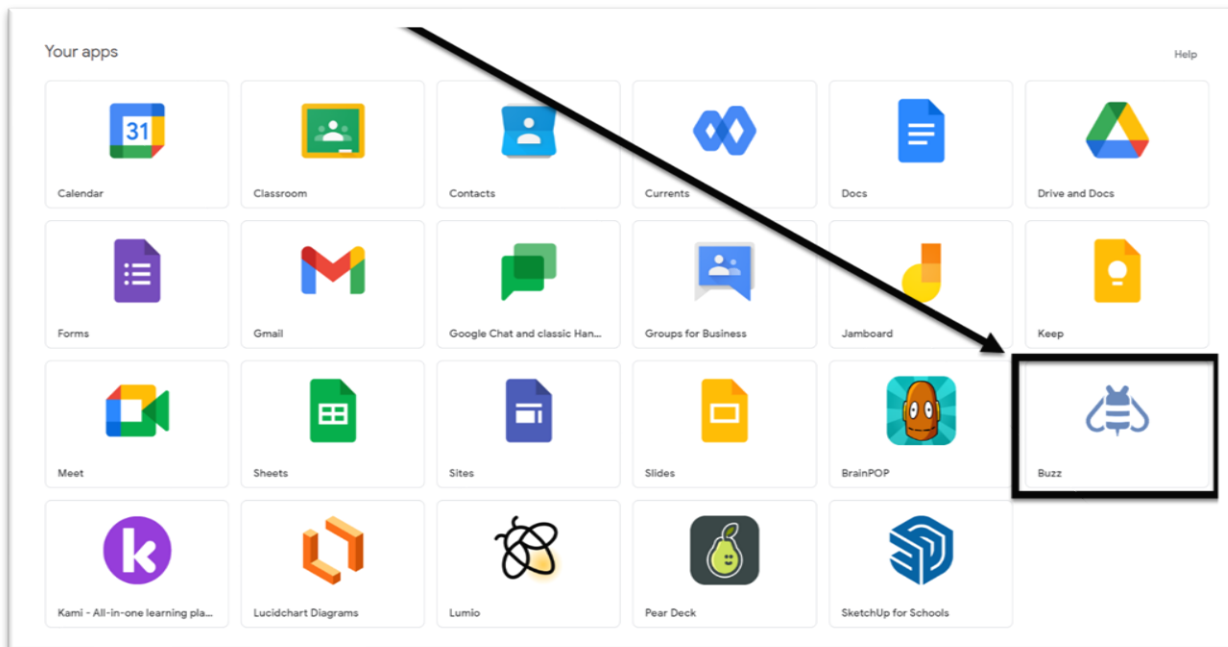 Your apps
Help
31
Calendar
Classroom
Contacts
Currents
Docs
Drive and Docs
Forms
Gmail
Google Chat and classic Han...
Groups for Business
Jamboard
Keep
Meet
Sheets
Sites
Slides
BrainPOP
Buzz
k
Kami - All-in-one learning pla...
Lucidchart Diagrams
Lumio
Pear Deck
SketchUp for Schools